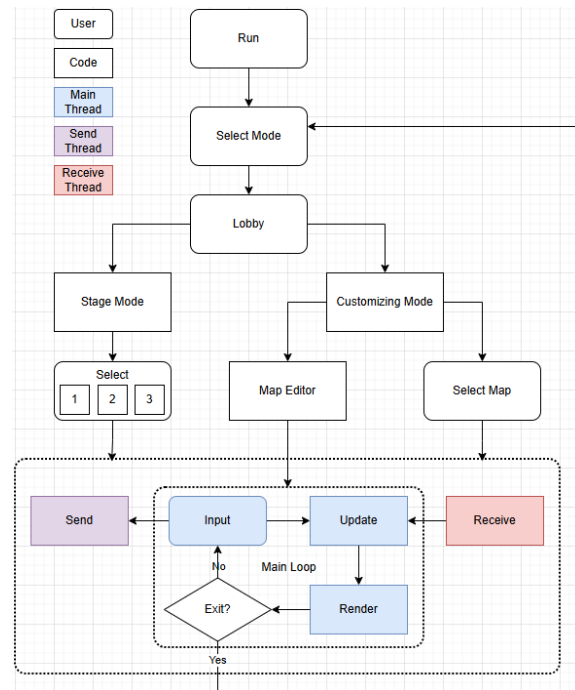 User
Code
Main
Thread
Send
Thread
Receive
Thread
Run
Select Mode
Lobby
Stage Mode
Customizing Mode
Select
1 2 3
Map Editor
Select Map
Send
Input
Update
Receive
No
Main Loop
Exit?
Render
Yes